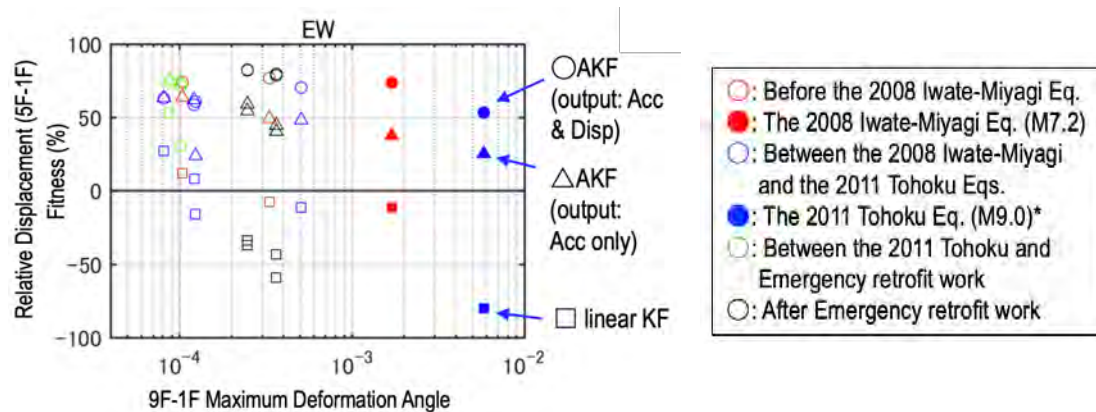 EW
100
50
0
−50
−100
Relative Displacement (5F-1F)
Fitness (%)
10⁻⁴
10⁻³
10⁻²
9F-1F Maximum Deformation Angle
AKF
(output: Acc
& Disp)
AKF
(output:
Acc only)
linear KF
: Before the 2008 Iwate-Miyagi Eq.
: The 2008 Iwate-Miyagi Eq. (M7.2)
: Between the 2008 Iwate-Miyagi
and the 2011 Tohoku Eqs.
: The 2011 Tohoku Eq. (M9.0)*
: Between the 2011 Tohoku and
Emergency retrofit work
: After Emergency retrofit work